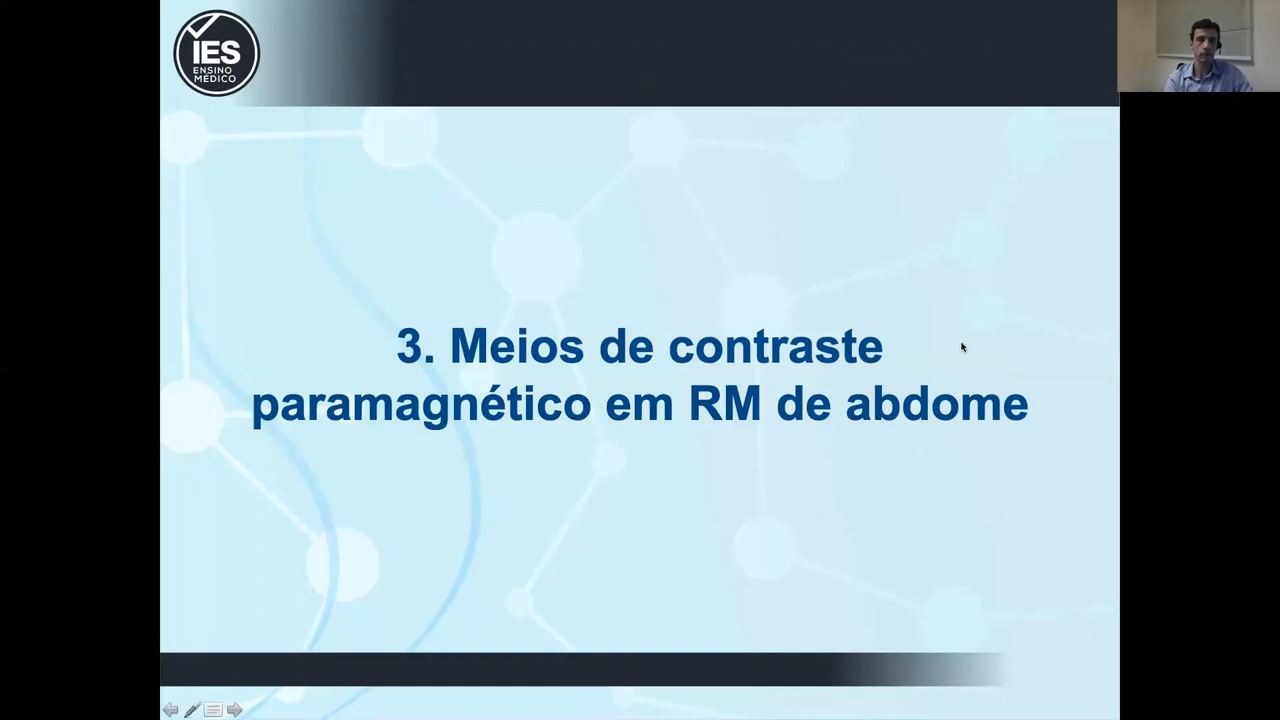 IES
ENSINO
MÉDICO
3. Meios de contraste
paramagnético em RM de abdome